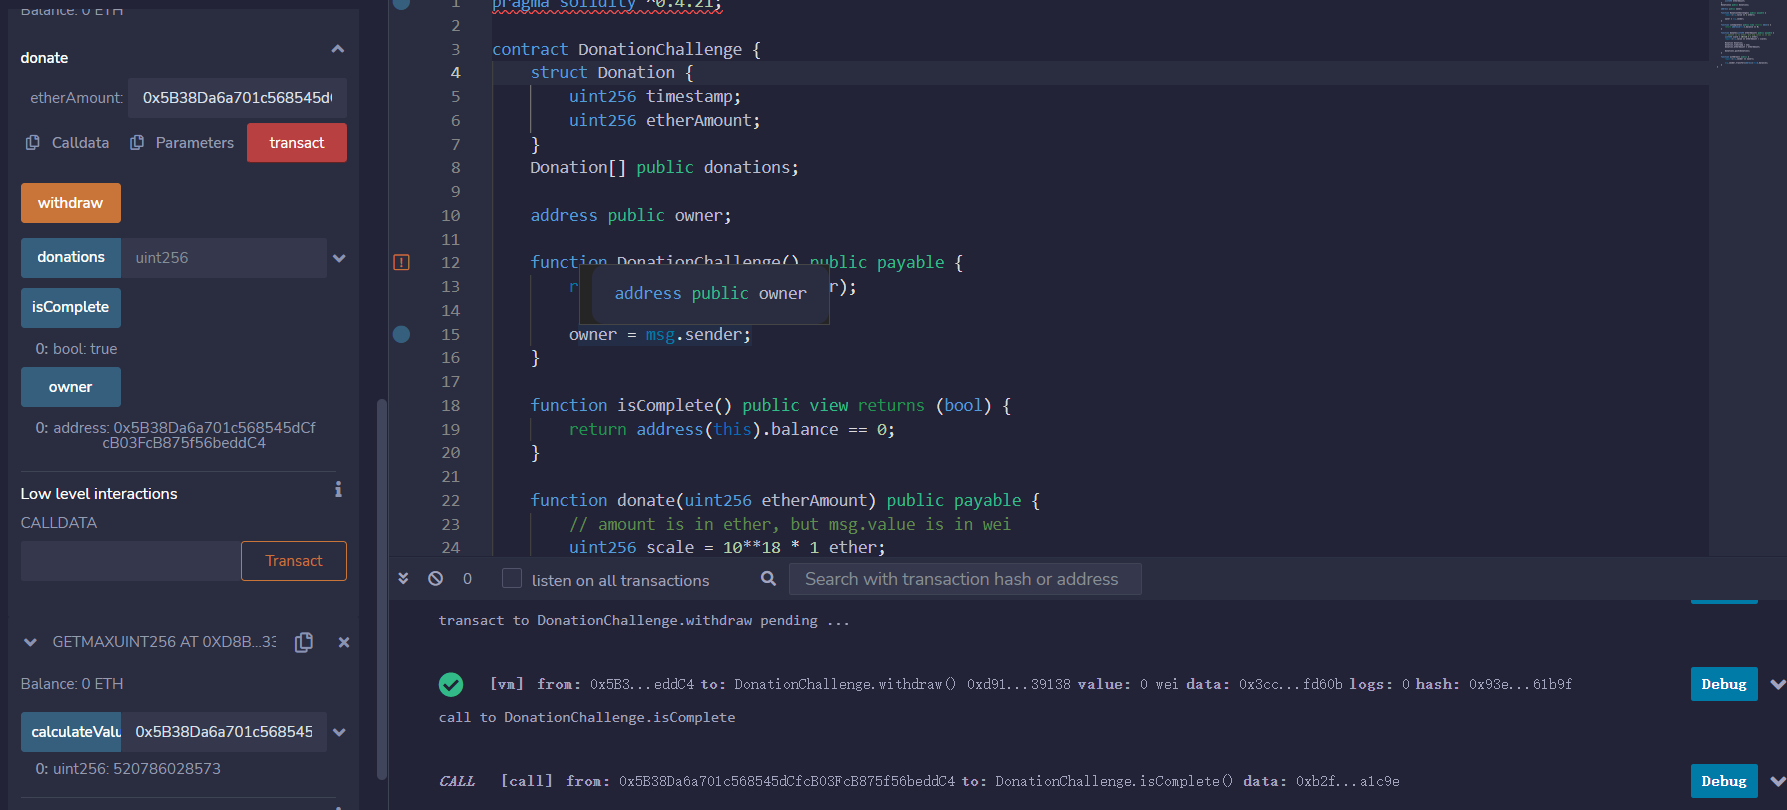 Balance: 0 ETH
donate
etherAmount: 0x5B38Da6a701c568545d
Calldata Parameters transact
withdraw
donations uint256
isComplete
0: bool: true
owner
0: address: 0x5B38Da6a701c568545dCf
cB03FcB875f56beddC4
Low level interactions
CALLDATA
Transact
GETMAXUINT256 AT 0XD8B...33
Balance: 0 ETH
calculateValu 0x5B38Da6a701c568545
0: uint256: 520786028573
1 pragma solidity ^0.4.21;
2
3 contract DonationChallenge {
4 struct Donation {
5 uint256 timestamp;
6 uint256 etherAmount;
7 }
8 Donation[] public donations;
9
10 address public owner;
11
12 function DonationChallenge() public payable {
13 r);
address public owner
14
15 owner = msg.sender;
16 }
17
18 function isComplete() public view returns (bool) {
19 return address(this).balance == 0;
20 }
21
22 function donate(uint256 etherAmount) public payable {
23 // amount is in ether, but msg.value is in wei
24 uint256 scale = 10**18 * 1 ether;
0 listen on all transactions Search with transaction hash or address
transact to DonationChallenge.withdraw pending ...
[vm] from: 0x5B3...eddC4 to: DonationChallenge.withdraw() 0xd91...39138 value: 0 wei data: 0x3cc...fd60b logs: 0 hash: 0x93e...61b9f Debug
call to DonationChallenge.isComplete
CALL [call] from: 0x5B38Da6a701c568545dCfcB03FcB875f56beddC4 to: DonationChallenge.isComplete() data: 0xb2f...a1c9e Debug